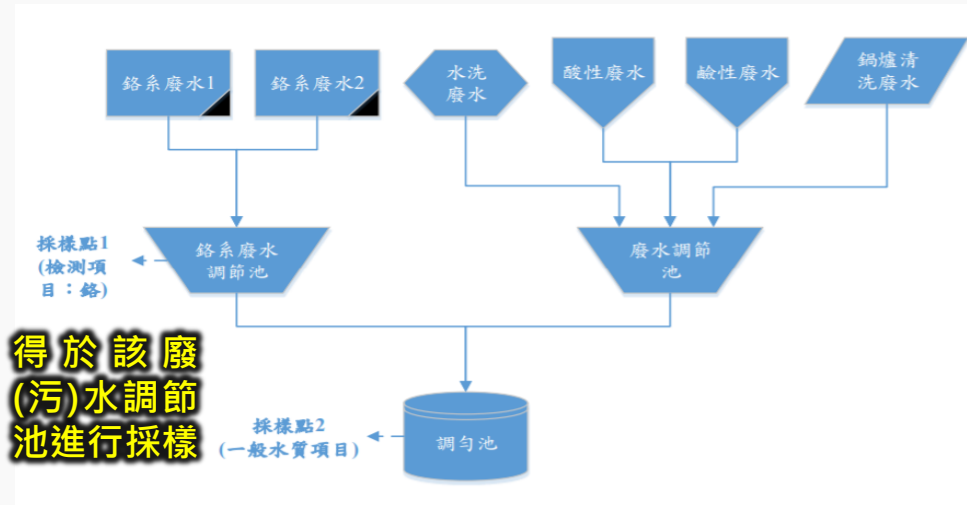 鉻系廢水1
鉻系廢水2
水洗
廢水
酸性廢水
鹼性廢水
鍋爐清
洗廢水
採樣點1
(檢測項
目：鉻)
鉻系廢水
調節池
廢水調節
池
得於該廢
(污)水調節
池進行採樣
採樣點2
(一般水質項目)
調勻池